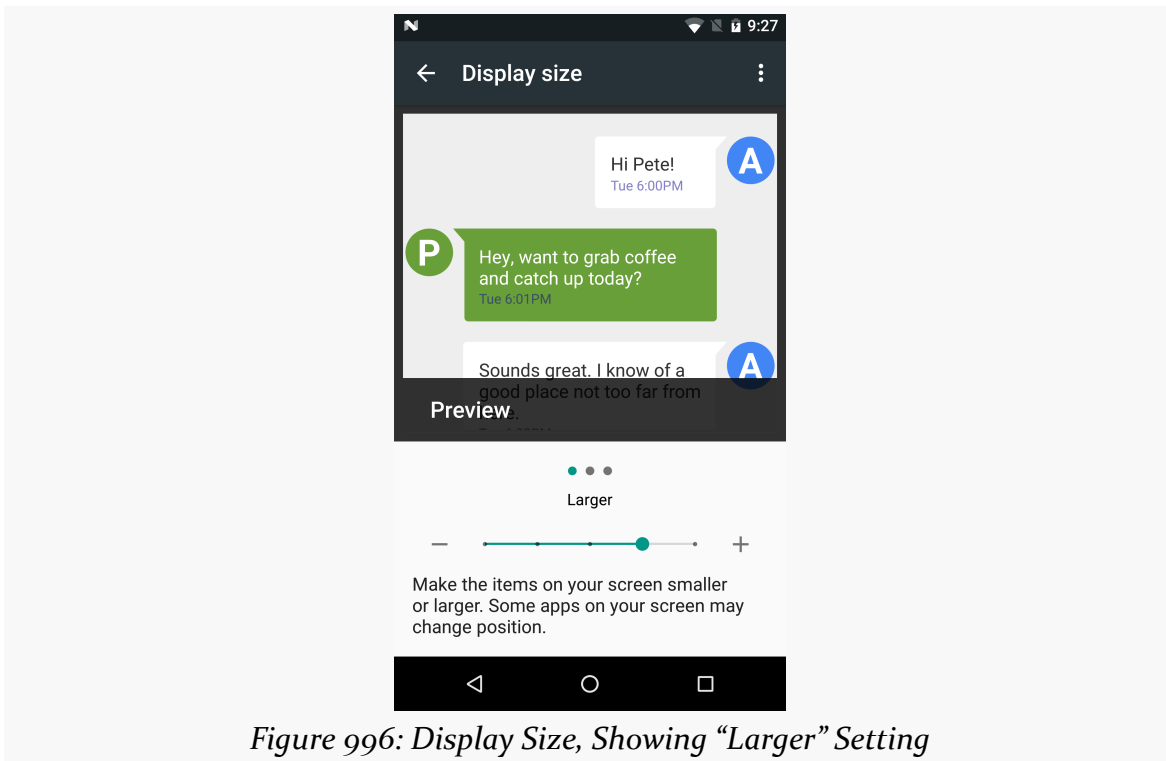 9:27
Display size
Hi Pete!
A
Tue 6:00PM
P
Hey, want to grab coffee
and catch up today?
Tue 6:01PM
Sounds great. I know of a
A
good place not too far from
Preview
Larger
Make the items on your screen smaller
or larger. Some apps on your screen may
change position.
Figure 996: Display Size, Showing “Larger” Setting